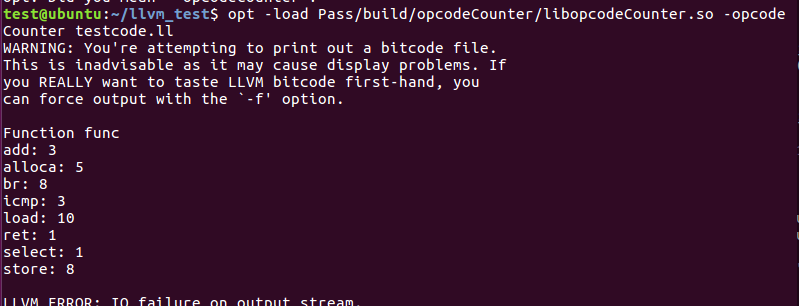 test@ubuntu:~/llvm_test$ opt -load Pass/build/opcodeCounter/libopcodeCounter.so -opcode
Counter testcode.ll
WARNING: You're attempting to print out a bitcode file.
This is inadvisable as it may cause display problems. If
you REALLY want to taste LLVM bitcode first-hand, you
can force output with the `-f' option.
Function func
add: 3
alloca: 5
br: 8
icmp: 3
load: 10
ret: 1
select: 1
store: 8
LLVM ERROR: IO failure on output stream.